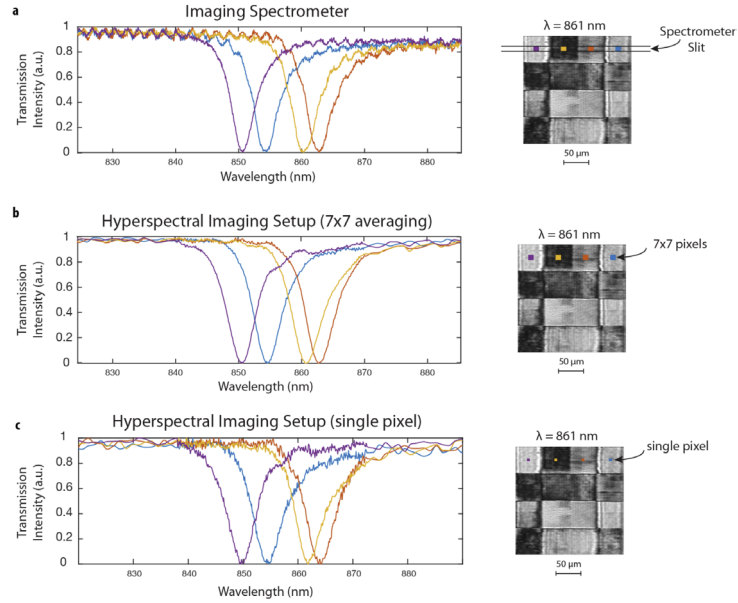 a
Imaging Spectrometer
Transmission
Intensity (a.u.)
1
0.8
0.6
0.4
0.2
0
830
840
850
860
870
880
Wavelength (nm)
λ = 861 nm
Spectrometer
Slit
50 µm
b
Hyperspectral Imaging Setup (7x7 averaging)
Transmission
Intensity (a.u.)
1
0.8
0.6
0.4
0.2
0
830
840
850
860
870
880
Wavelength (nm)
λ = 861 nm
7x7 pixels
50 µm
c
Hyperspectral Imaging Setup (single pixel)
Transmission
Intensity (a.u.)
1
0.8
0.6
0.4
0.2
0
820
830
840
850
860
870
880
Wavelength (nm)
λ = 861 nm
single pixel
50 µm